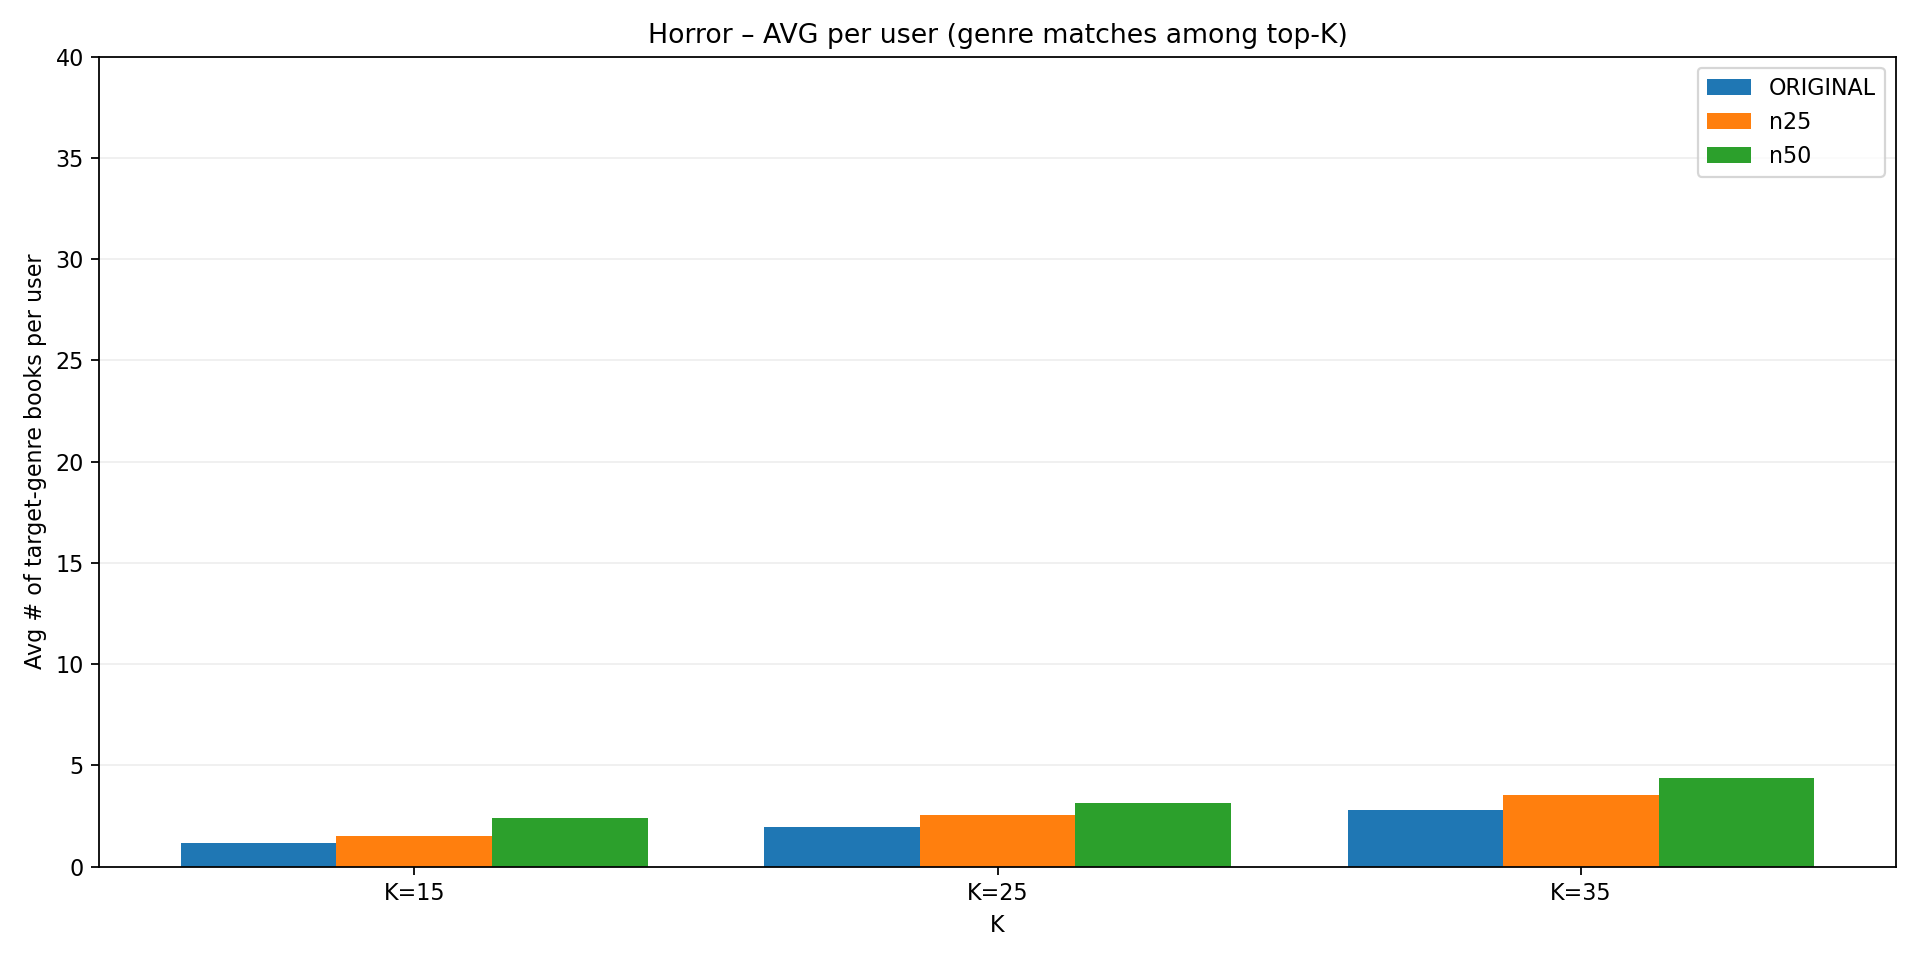 Horror – AVG per user (genre matches among top-K)
ORIGINAL
n25
n50
Avg # of target-genre books per user
40
35
30
25
20
15
10
5
0
K=15
K=25
K=35
K